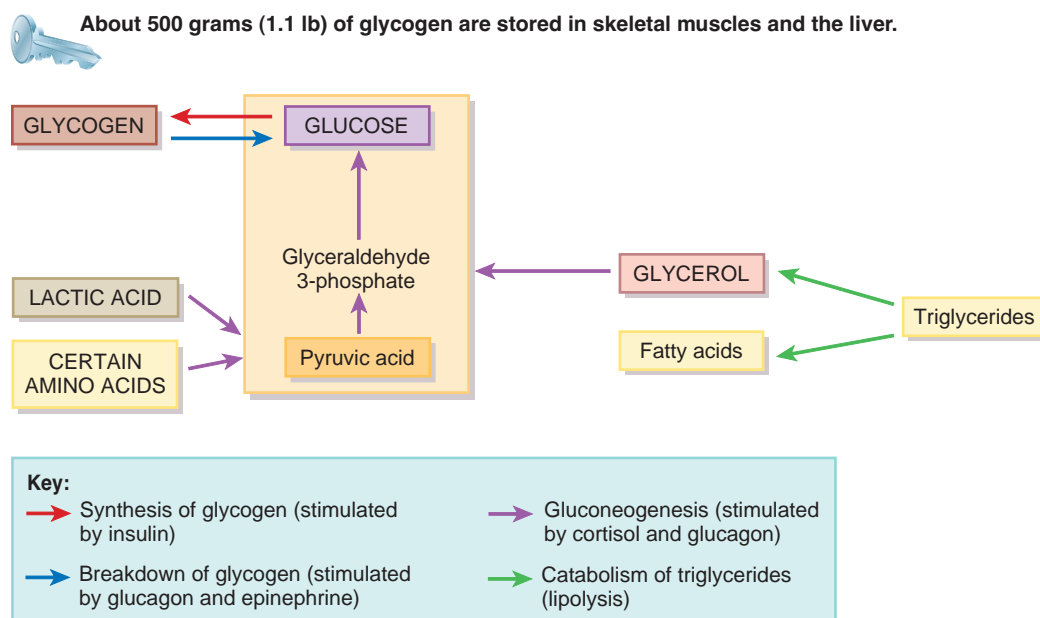 About 500 grams (1.1 lb) of glycogen are stored in skeletal muscles and the liver.
GLYCOGEN
GLUCOSE
Glyceraldehyde
3-phosphate
GLYCEROL
LACTIC ACID
Triglycerides
Pyruvic acid
Fatty acids
CERTAIN
AMINO ACIDS
Key:
Synthesis of glycogen (stimulated
by insulin)
Breakdown of glycogen (stimulated
by glucagon and epinephrine)
Gluconeogenesis (stimulated
by cortisol and glucagon)
Catabolism of triglycerides
(lipolysis)